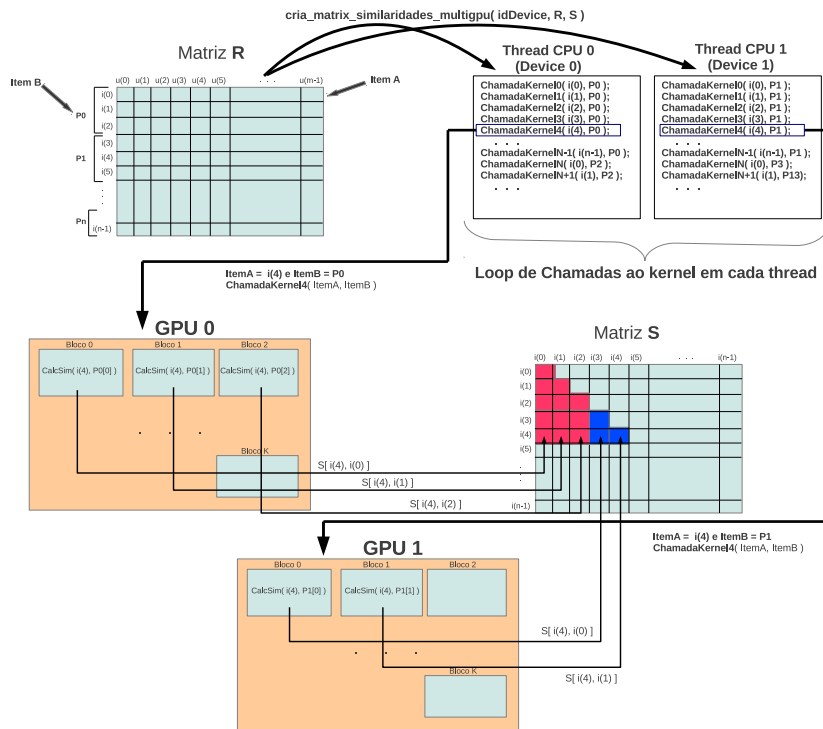 cria_matrix_similaridades_multigpu( idDevice, R, S )
Matriz R
Item B
Item A
u(0) u(1) u(2) u(3) u(4) u(5) . . . u(m-1)
P0
i(0)
i(1)
i(2)
P1
i(3)
i(4)
i(5)
Pn
i(n-1)
Thread CPU 0
(Device 0)
ChamadaKernel0( i(0), P0 );
ChamadaKernel1( i(1), P0 );
ChamadaKernel2( i(2), P0 );
ChamadaKernel3( i(3), P0 );
ChamadaKernel4( i(4), P0 );
. . .
ChamadaKernelN-1( i(n-1), P0 );
ChamadaKernelN( i(0), P2 );
ChamadaKernelN+1( i(1), P2 );
. . .
Thread CPU 1
(Device 1)
ChamadaKernel0( i(0), P1 );
ChamadaKernel1( i(1), P1 );
ChamadaKernel2( i(2), P1 );
ChamadaKernel3( i(3), P1 );
ChamadaKernel4( i(4), P1 );
. . .
ChamadaKernelN-1( i(n-1), P1 );
ChamadaKernelN( i(0), P3 );
ChamadaKernelN+1( i(1), P13);
. . .
Loop de Chamadas ao kernel em cada thread
ItemA = i(4) e ItemB = P0
ChamadaKernel4( ItemA, ItemB )
GPU 0
Bloco 0
Bloco 1
Bloco 2
CalcSim( i(4), P0[0] )
CalcSim( i(4), P0[1] )
CalcSim( i(4), P0[2] )
. . .
Bloco K
S[ i(4), i(0) ]
S[ i(4), i(1) ]
S[ i(4), i(2) ]
Matriz S
i(0) i(1) i(2) i(3) i(4) i(5) . . . i(n-1)
i(0)
i(1)
i(2)
i(3)
i(4)
i(5)
i(n-1)
ItemA = i(4) e ItemB = P1
ChamadaKernel4( ItemA, ItemB )
GPU 1
Bloco 0
Bloco 1
Bloco 2
CalcSim( i(4), P1[0] )
CalcSim( i(4), P1[1] )
. . .
Bloco K
S[ i(4), i(0) ]
S[ i(4), i(1) ]